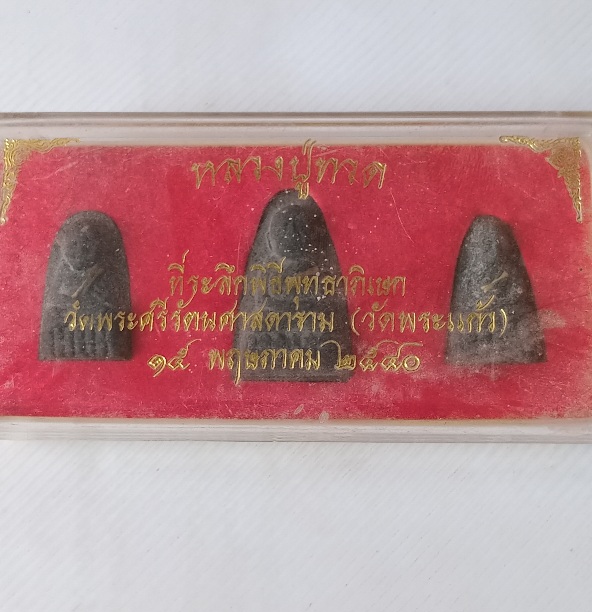 หลวงปู่ทวด
ที่ระลึกพิธีพุทธาภิเษก
วัดพระศรีรัตนศาสดาราม (วัดพระแก้ว)
๑๕ พฤษภาคม ๒๕๔๐